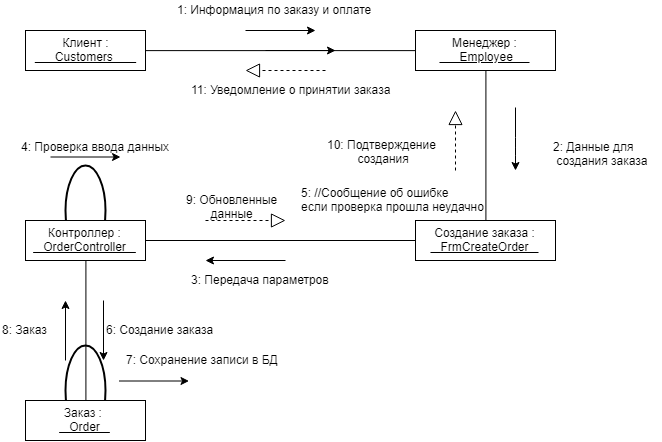 1: Информация по заказу и оплате
Клиент :
Customers
Менеджер :
Employee
11: Уведомление о принятии заказа
4: Проверка ввода данных
10: Подтверждение
создания
2: Данные для
создания заказа
9: Обновленные
данные
5: //Сообщение об ошибке
если проверка прошла неудачно
Контроллер :
OrderController
Создание заказа :
FrmCreateOrder
3: Передача параметров
8: Заказ
6: Создание заказа
7: Сохранение записи в БД
Заказ :
Order